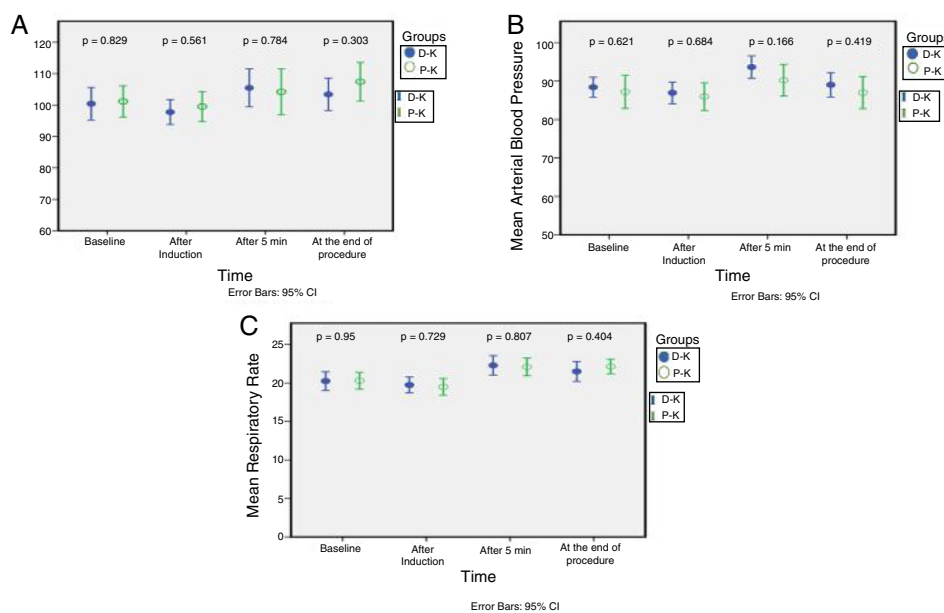 A
p = 0.829 p = 0.561 p = 0.784 p = 0.303
120
110
100
90
80
70
60
Baseline After Induction After 5 min At the end of procedure
Time
Error Bars: 95% CI
Groups
D-K
P-K
D-K
P-K
B
Mean Arterial Blood Pressure
p = 0.621 p = 0.684 p = 0.166 p = 0.419
100
90
80
70
60
50
Baseline After Induction After 5 min At the end of procedure
Time
Error Bars: 95% CI
Groups
D-K
P-K
D-K
P-K
C
Mean Respiratory Rate
p = 0.95 p = 0.729 p = 0.807 p = 0.404
25
20
15
10
5
0
Baseline After Induction After 5 min At the end of procedure
Time
Error Bars: 95% CI
Groups
D-K
P-K
D-K
P-K